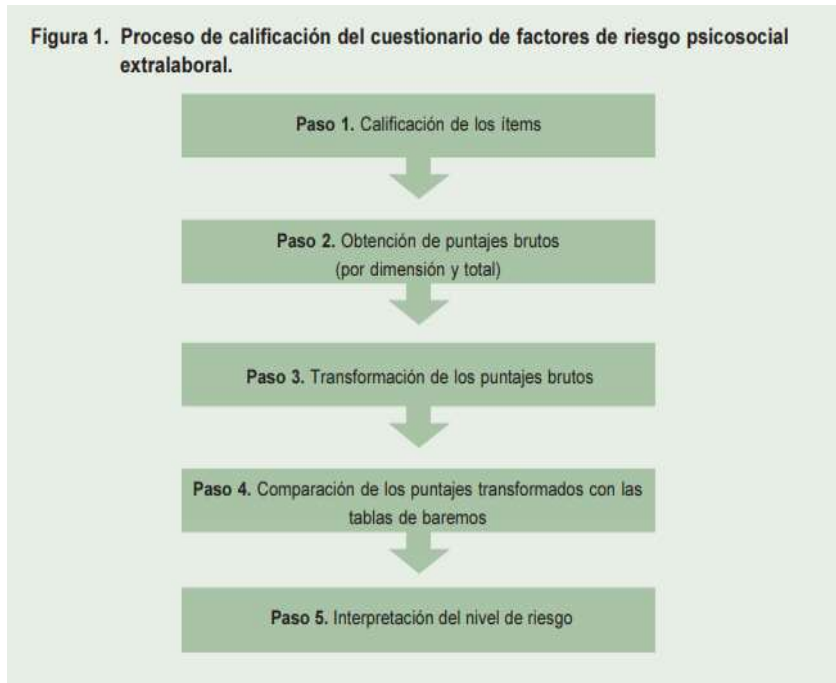 Figura 1. Proceso de calificación del cuestionario de factores de riesgo psicosocial
extralaboral.
Paso 1. Calificación de los ítems
Paso 2. Obtención de puntajes brutos
(por dimensión y total)
Paso 3. Transformación de los puntajes brutos
Paso 4. Comparación de los puntajes transformados con las
tablas de baremos
Paso 5. Interpretación del nivel de riesgo